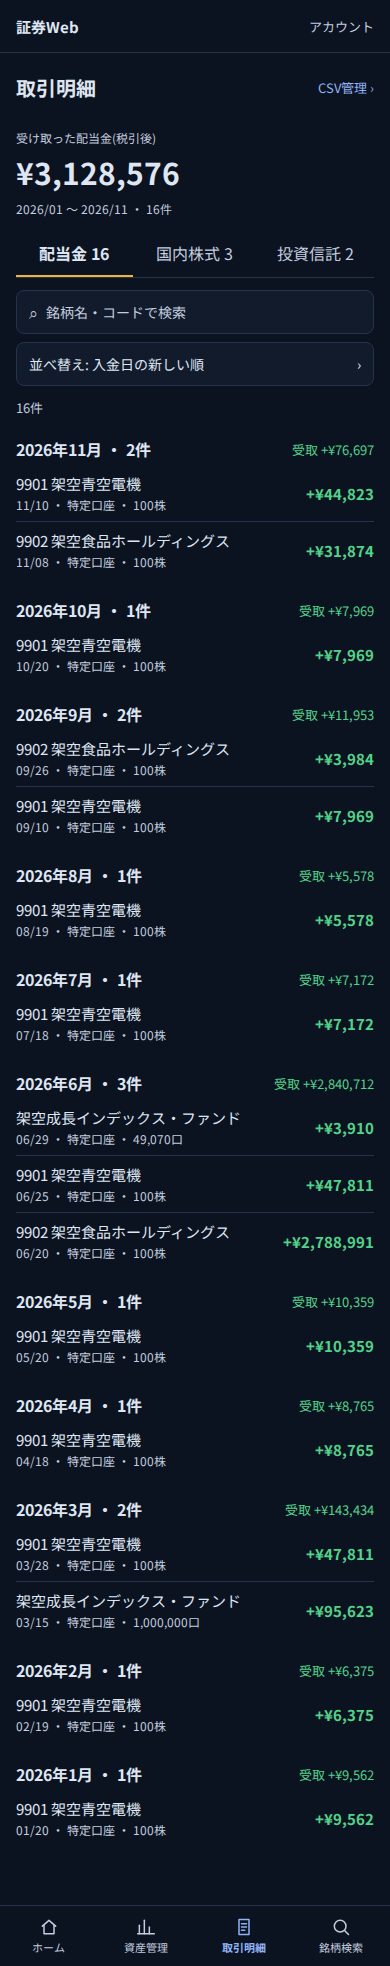 証券Web
アカウント
取引明細
CSV管理 ›
受け取った配当金(税引後)
¥3,128,576
2026/01 〜 2026/11 ・ 16件
配当金 16
国内株式 3
投資信託 2
銘柄名・コードで検索
並べ替え: 入金日の新しい順 ›
16件
2026年11月 ・ 2件 受取 +¥76,697
9901 架空青空電機 +¥44,823
11/10 ・ 特定口座 ・ 100株
9902 架空食品ホールディングス +¥31,874
11/08 ・ 特定口座 ・ 100株
2026年10月 ・ 1件 受取 +¥7,969
9901 架空青空電機 +¥7,969
10/20 ・ 特定口座 ・ 100株
2026年9月 ・ 2件 受取 +¥11,953
9902 架空食品ホールディングス +¥3,984
09/26 ・ 特定口座 ・ 100株
9901 架空青空電機 +¥7,969
09/10 ・ 特定口座 ・ 100株
2026年8月 ・ 1件 受取 +¥5,578
9901 架空青空電機 +¥5,578
08/19 ・ 特定口座 ・ 100株
2026年7月 ・ 1件 受取 +¥7,172
9901 架空青空電機 +¥7,172
07/18 ・ 特定口座 ・ 100株
2026年6月 ・ 3件 受取 +¥2,840,712
架空成長インデックス・ファンド +¥3,910
06/29 ・ 特定口座 ・ 49,070口
9901 架空青空電機 +¥47,811
06/25 ・ 特定口座 ・ 100株
9902 架空食品ホールディングス +¥2,788,991
06/20 ・ 特定口座 ・ 100株
2026年5月 ・ 1件 受取 +¥10,359
9901 架空青空電機 +¥10,359
05/20 ・ 特定口座 ・ 100株
2026年4月 ・ 1件 受取 +¥8,765
9901 架空青空電機 +¥8,765
04/18 ・ 特定口座 ・ 100株
2026年3月 ・ 2件 受取 +¥143,434
9901 架空青空電機 +¥47,811
03/28 ・ 特定口座 ・ 100株
架空成長インデックス・ファンド +¥95,623
03/15 ・ 特定口座 ・ 1,000,000口
2026年2月 ・ 1件 受取 +¥6,375
9901 架空青空電機 +¥6,375
02/19 ・ 特定口座 ・ 100株
2026年1月 ・ 1件 受取 +¥9,562
9901 架空青空電機 +¥9,562
01/20 ・ 特定口座 ・ 100株
ホーム
資産管理
取引明細
銘柄検索